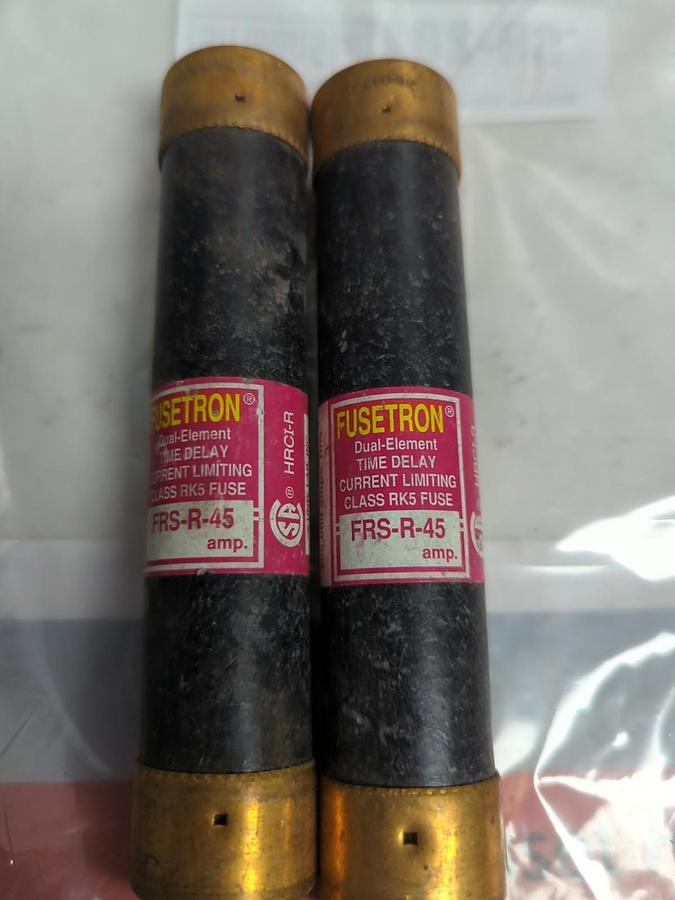 FUSETRON®
Dual-Element
TIME DELAY
CURRENT LIMITING
CLASS RK5 FUSE
FRS-R-45
amp.
® HRCI-R
FUSETRON®
Dual-Element
TIME DELAY
CURRENT LIMITING
CLASS RK5 FUSE
FRS-R-45
amp.
HRCI-R